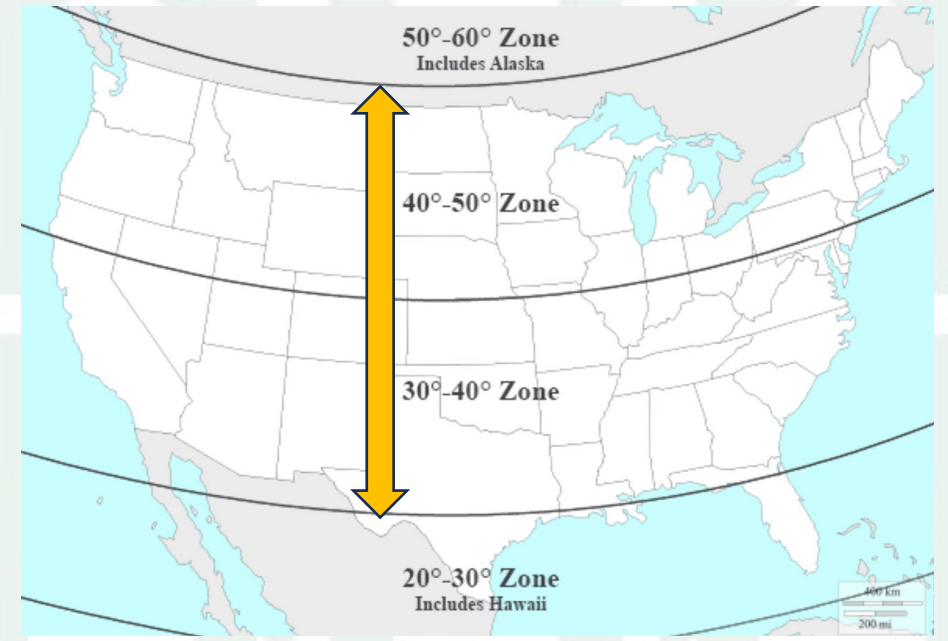 50°-60° Zone
Includes Alaska
40°-50° Zone
30°-40° Zone
20°-30° Zone
Includes Hawaii
400 km
200 mi